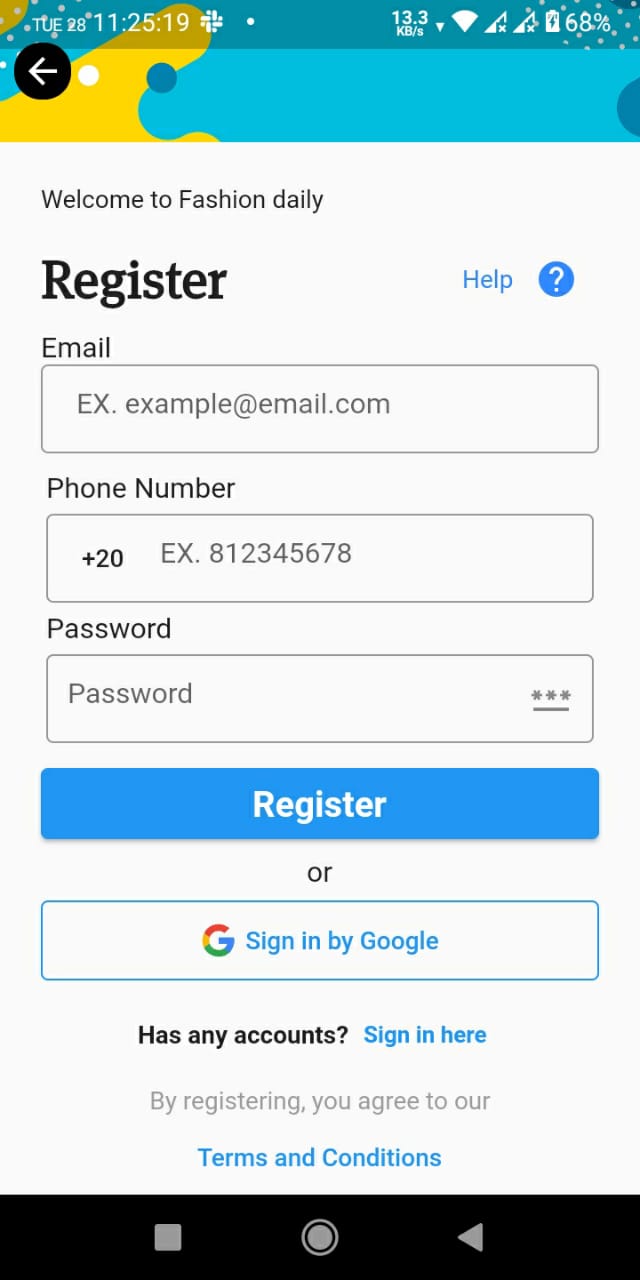 TUE 28 11:25:19 13.3 KB/s 68%
Welcome to Fashion daily
Register Help ?
Email
EX. example@email.com
Phone Number
+20 EX. 812345678
Password
Password ***
Register
or
G Sign in by Google
Has any accounts? Sign in here
By registering, you agree to our
Terms and Conditions